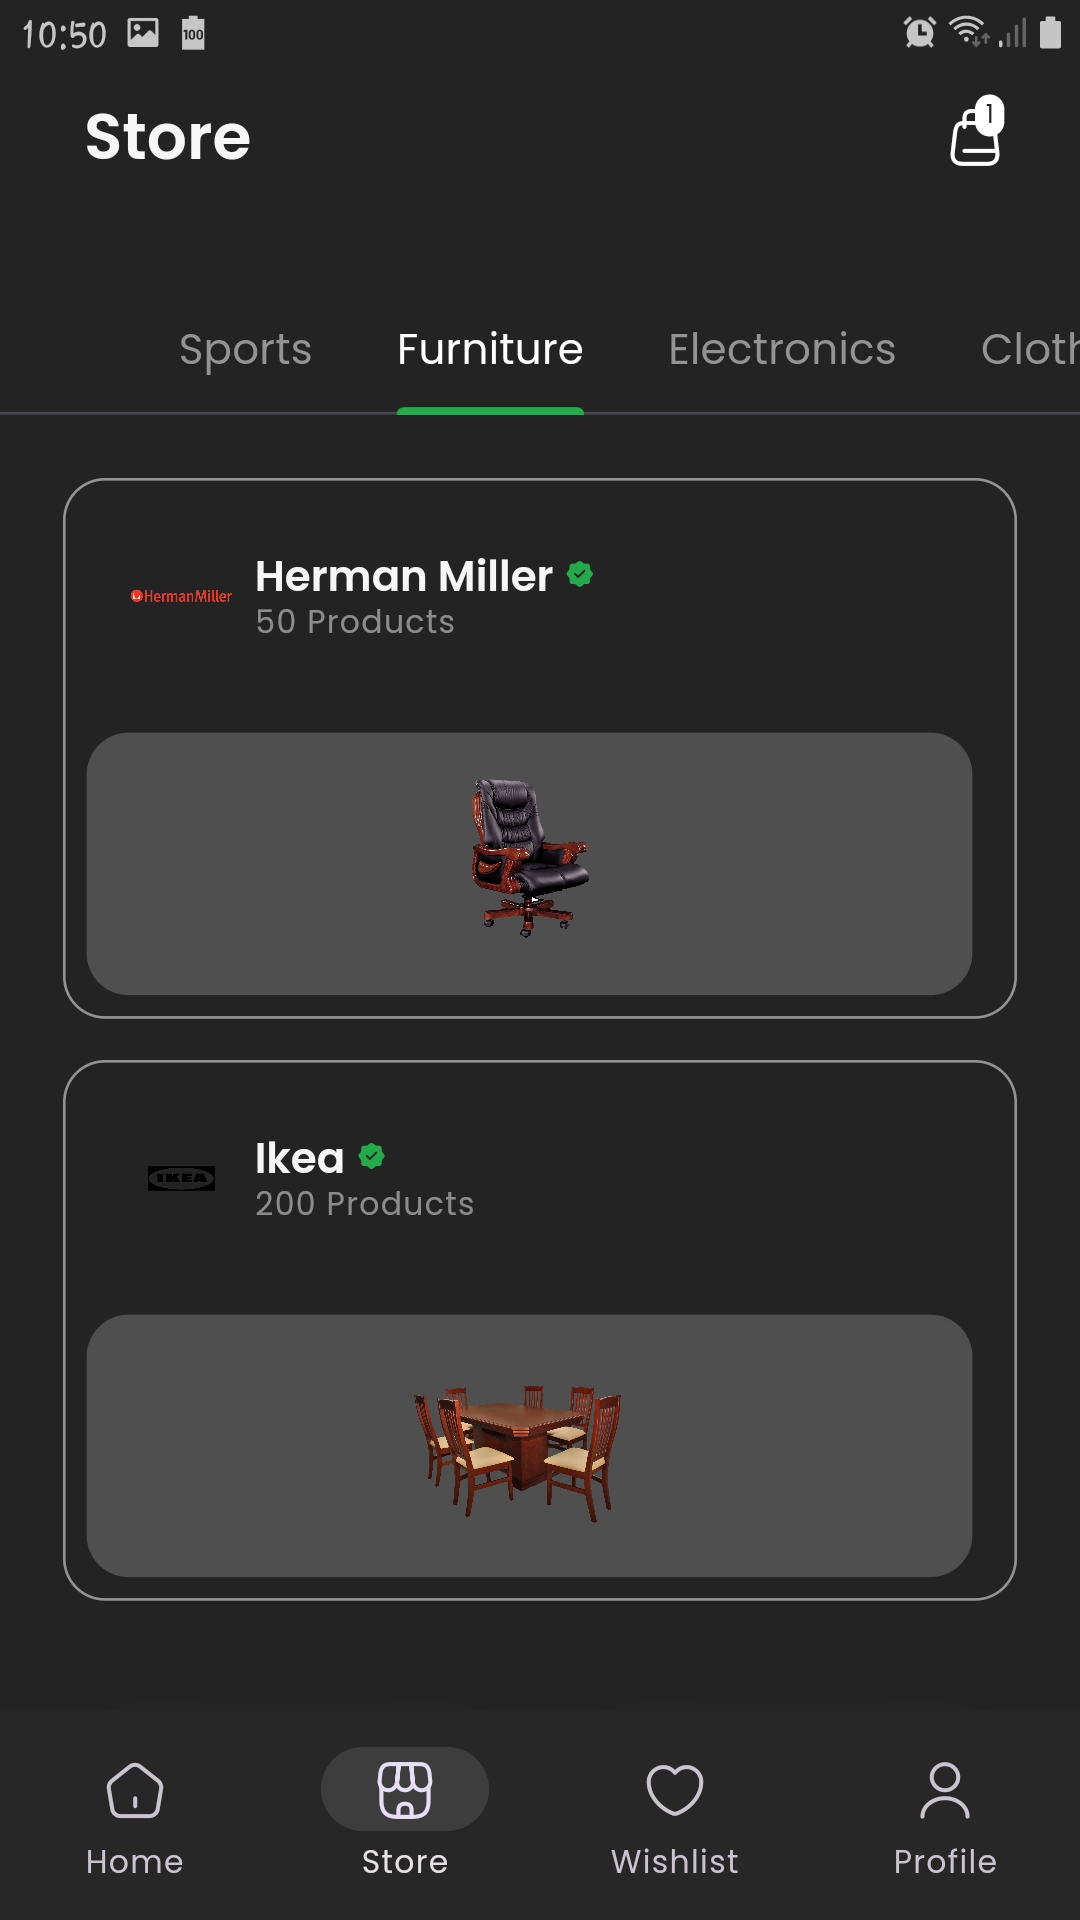 10:50
100
Store
1
Sports Furniture Electronics Cloth
Herman Miller
HermanMiller
50 Products
Ikea
IKEA
200 Products
Home Store Wishlist Profile